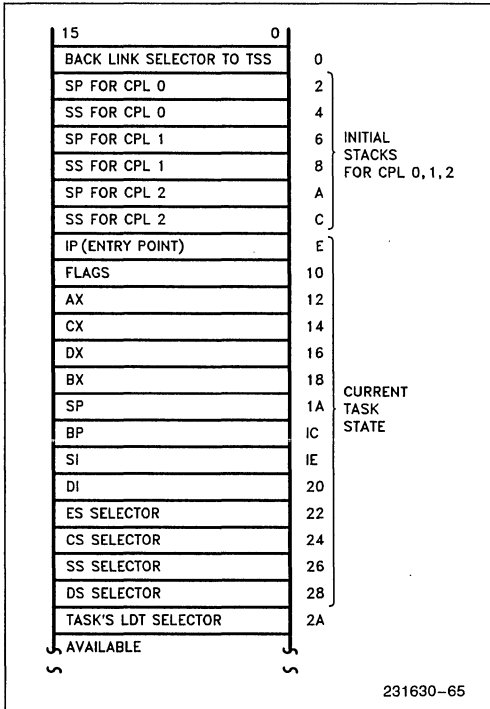 15 0
BACK LINK SELECTOR TO TSS 0
SP FOR CPL 0 2
SS FOR CPL 0 4
SP FOR CPL 1 6
SS FOR CPL 1 8
SP FOR CPL 2 A
SS FOR CPL 2 C
INITIAL
STACKS
FOR CPL 0, 1, 2
IP (ENTRY POINT) E
FLAGS 10
AX 12
CX 14
DX 16
BX 18
SP 1A
BP IC
SI IE
DI 20
ES SELECTOR 22
CS SELECTOR 24
SS SELECTOR 26
DS SELECTOR 28
CURRENT
TASK
STATE
TASK'S LDT SELECTOR 2A
AVAILABLE
231630-65